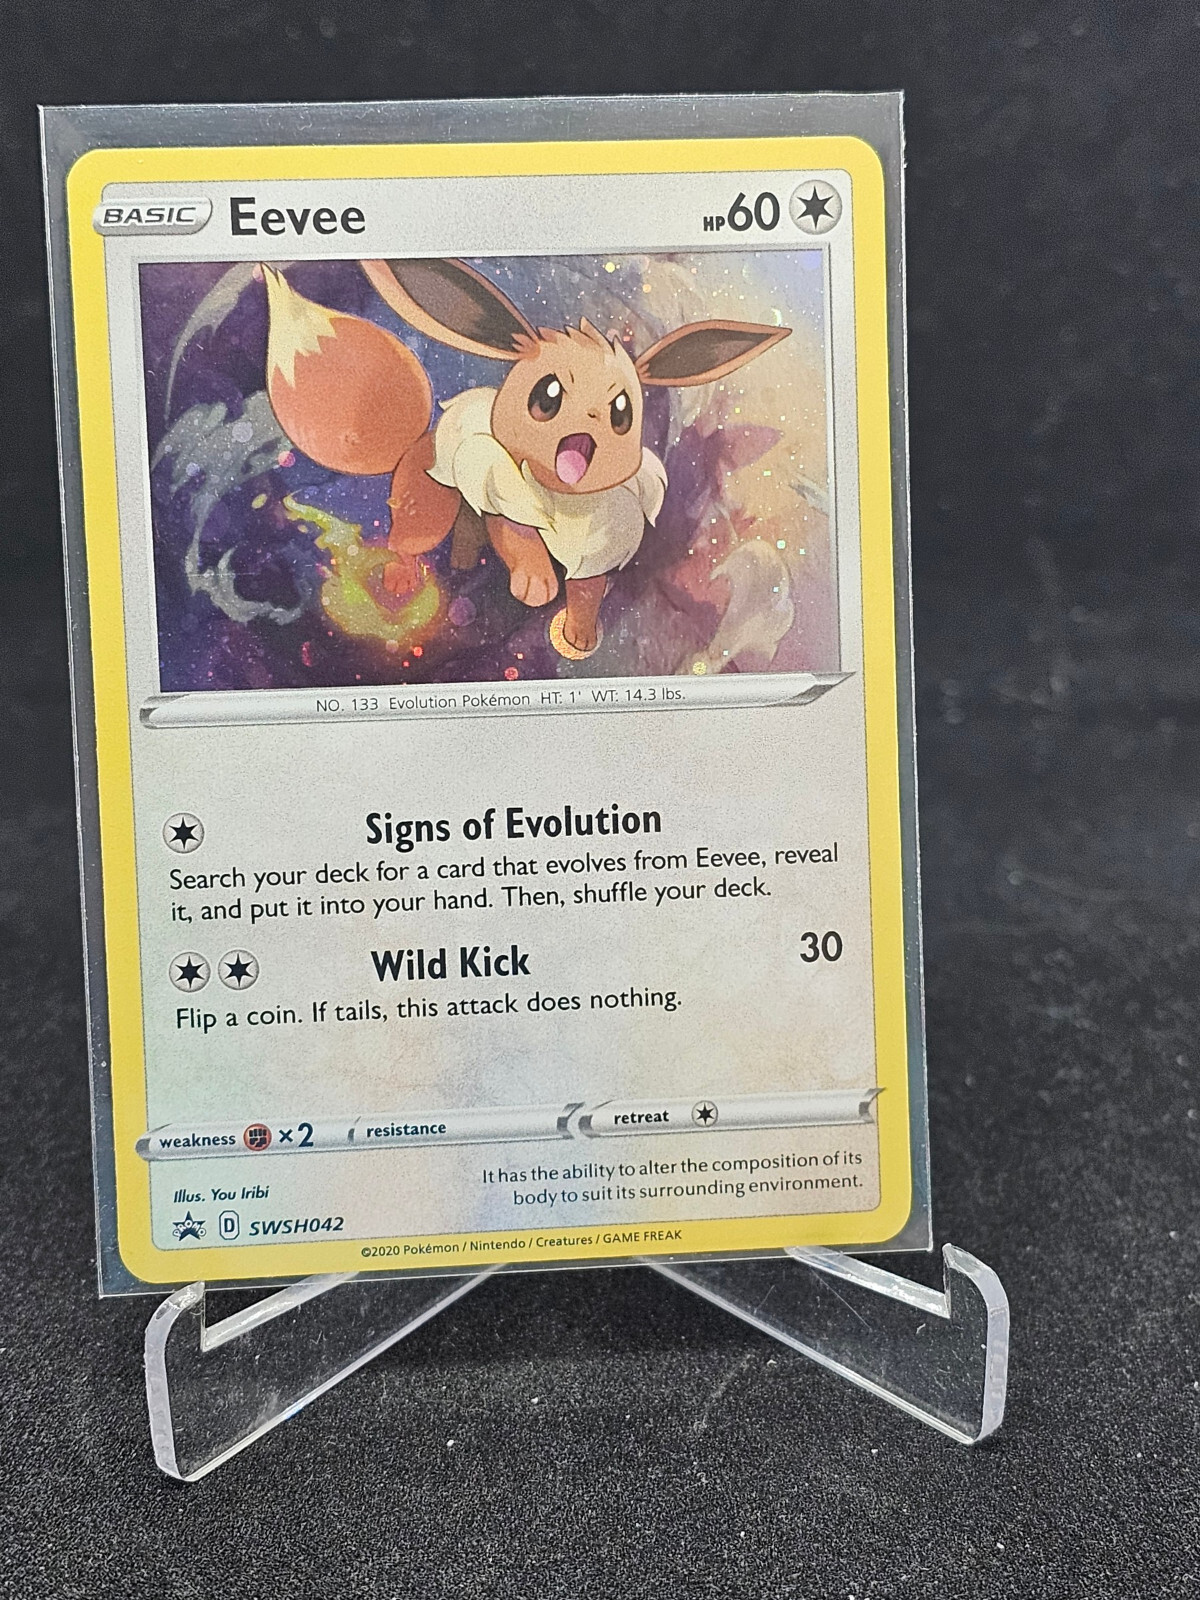 BASIC Eevee HP60
NO. 133 Evolution Pokémon HT: 1' WT: 14.3 lbs.
Signs of Evolution
Search your deck for a card that evolves from Eevee, reveal
it, and put it into your hand. Then, shuffle your deck.
Wild Kick 30
Flip a coin. If tails, this attack does nothing.
weakness ×2 resistance retreat
It has the ability to alter the composition of its
body to suit its surrounding environment.
Illus. You Iribi
D SWSH042
©2020 Pokémon / Nintendo / Creatures / GAME FREAK